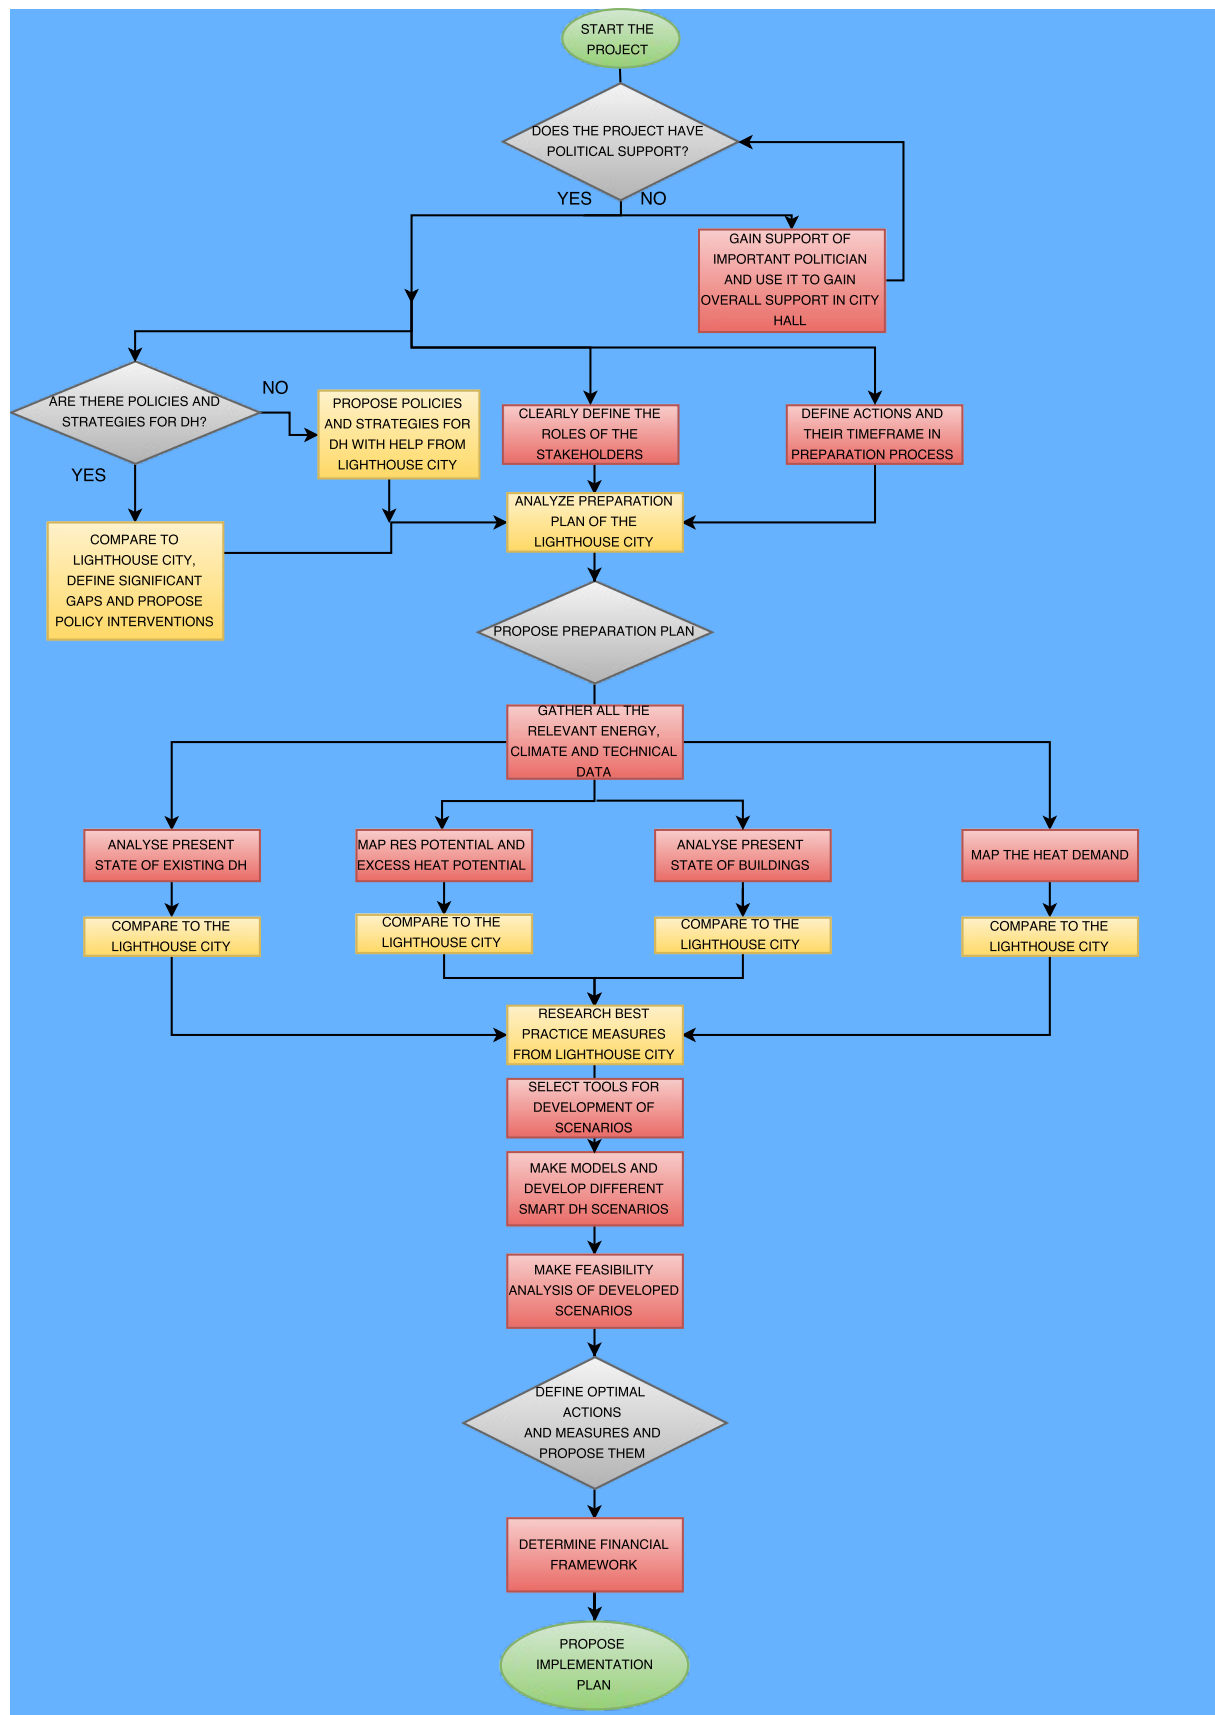 START THE
PROJECT
DOES THE PROJECT HAVE
POLITICAL SUPPORT?
YES
NO
GAIN SUPPORT OF
IMPORTANT POLITICIAN
AND USE IT TO GAIN
OVERALL SUPPORT IN CITY
HALL
ARE THERE POLICIES AND
STRATEGIES FOR DH?
NO
YES
PROPOSE POLICIES
AND STRATEGIES FOR
DH WITH HELP FROM
LIGHTHOUSE CITY
CLEARLY DEFINE THE
ROLES OF THE
STAKEHOLDERS
DEFINE ACTIONS AND
THEIR TIMEFRAME IN
PREPARATION PROCESS
COMPARE TO
LIGHTHOUSE CITY,
DEFINE SIGNIFICANT
GAPS AND PROPOSE
POLICY INTERVENTIONS
ANALYZE PREPARATION
PLAN OF THE
LIGHTHOUSE CITY
PROPOSE PREPARATION PLAN
GATHER ALL THE
RELEVANT ENERGY,
CLIMATE AND TECHNICAL
DATA
ANALYSE PRESENT
STATE OF EXISTING DH
MAP RES POTENTIAL AND
EXCESS HEAT POTENTIAL
ANALYSE PRESENT
STATE OF BUILDINGS
MAP THE HEAT DEMAND
COMPARE TO THE
LIGHTHOUSE CITY
COMPARE TO THE
LIGHTHOUSE CITY
COMPARE TO THE
LIGHTHOUSE CITY
COMPARE TO THE
LIGHTHOUSE CITY
RESEARCH BEST
PRACTICE MEASURES
FROM LIGHTHOUSE CITY
SELECT TOOLS FOR
DEVELOPMENT OF
SCENARIOS
MAKE MODELS AND
DEVELOP DIFFERENT
SMART DH SCENARIOS
MAKE FEASIBILITY
ANALYSIS OF DEVELOPED
SCENARIOS
DEFINE OPTIMAL
ACTIONS
AND MEASURES AND
PROPOSE THEM
DETERMINE FINANCIAL
FRAMEWORK
PROPOSE
IMPLEMENTATION
PLAN